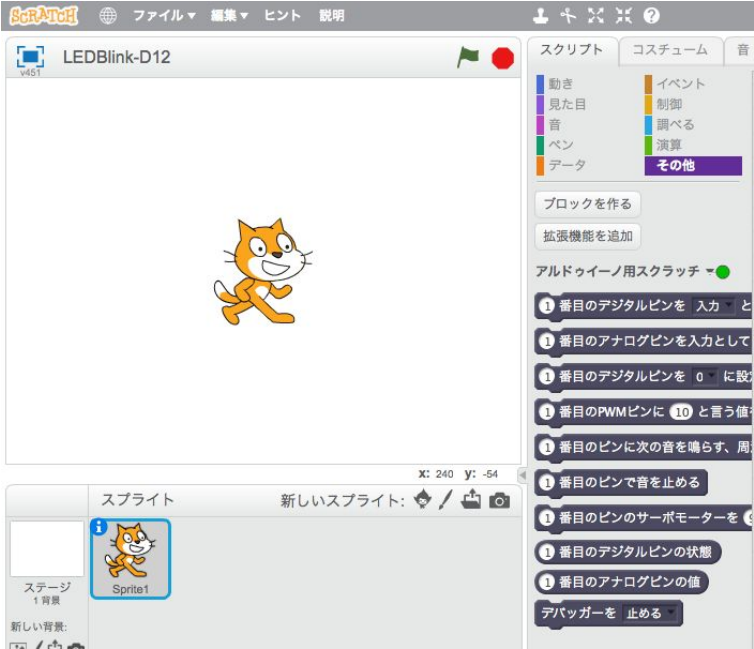 SCRATCH ファイル▼ 編集▼ ヒント 説明
v451 LEDBlink-D12
スクリプト コスチューム 音
動き イベント
見た目 制御
音 調べる
ペン 演算
データ その他
ブロックを作る
拡張機能を追加
アルドゥイーノ用スクラッチ
1 番目のデジタルピンを 入力 と
1 番目のアナログピンを入力として
1 番目のデジタルピンを 0 に設
1 番目のPWMピンに 10 と言う値
1 番目のピンに次の音を鳴らす、周
1 番目のピンで音を止める
1 番目のピンのサーボモーターを
1 番目のデジタルピンの状態
1 番目のアナログピンの値
デバッガーを 止める
X: 240 y: -54
スプライト 新しいスプライト:
ステージ
1 背景
新しい背景:
Sprite1